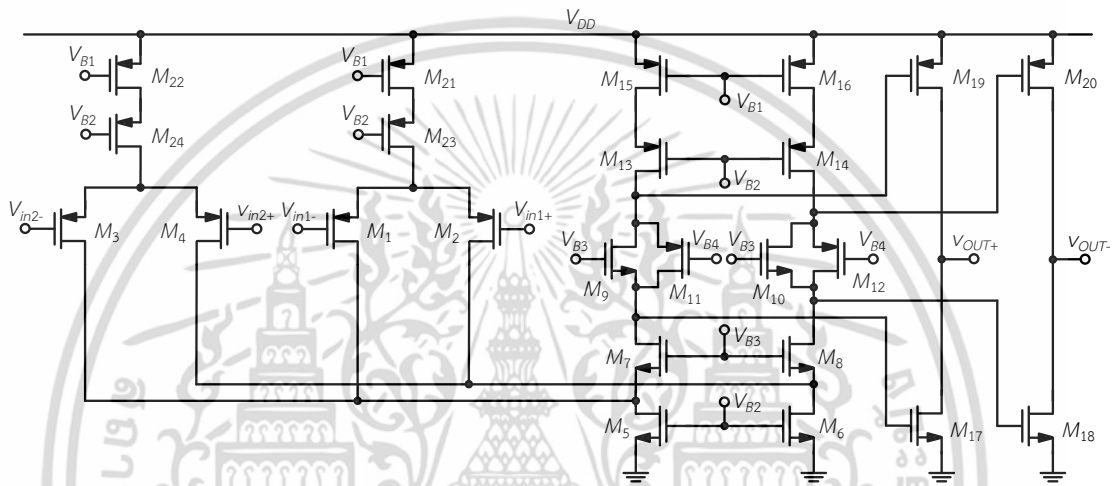 V_DD
V_B1 M_22
V_B1 M_21
M_15 V_B1 M_16
M_19 M_20
V_B2 M_24
V_B2 M_23
M_13 V_B2 M_14
V_in2- M_3 M_4 v_in2+
V_in1- M_1 M_2 V_in1+
V_B3 M_9 M_11 V_B4
V_B3 M_10 M_12 V_B4
v_OUT+ v_OUT-
M_7 V_B3 M_8
M_5 V_B2 M_6
M_17 M_18